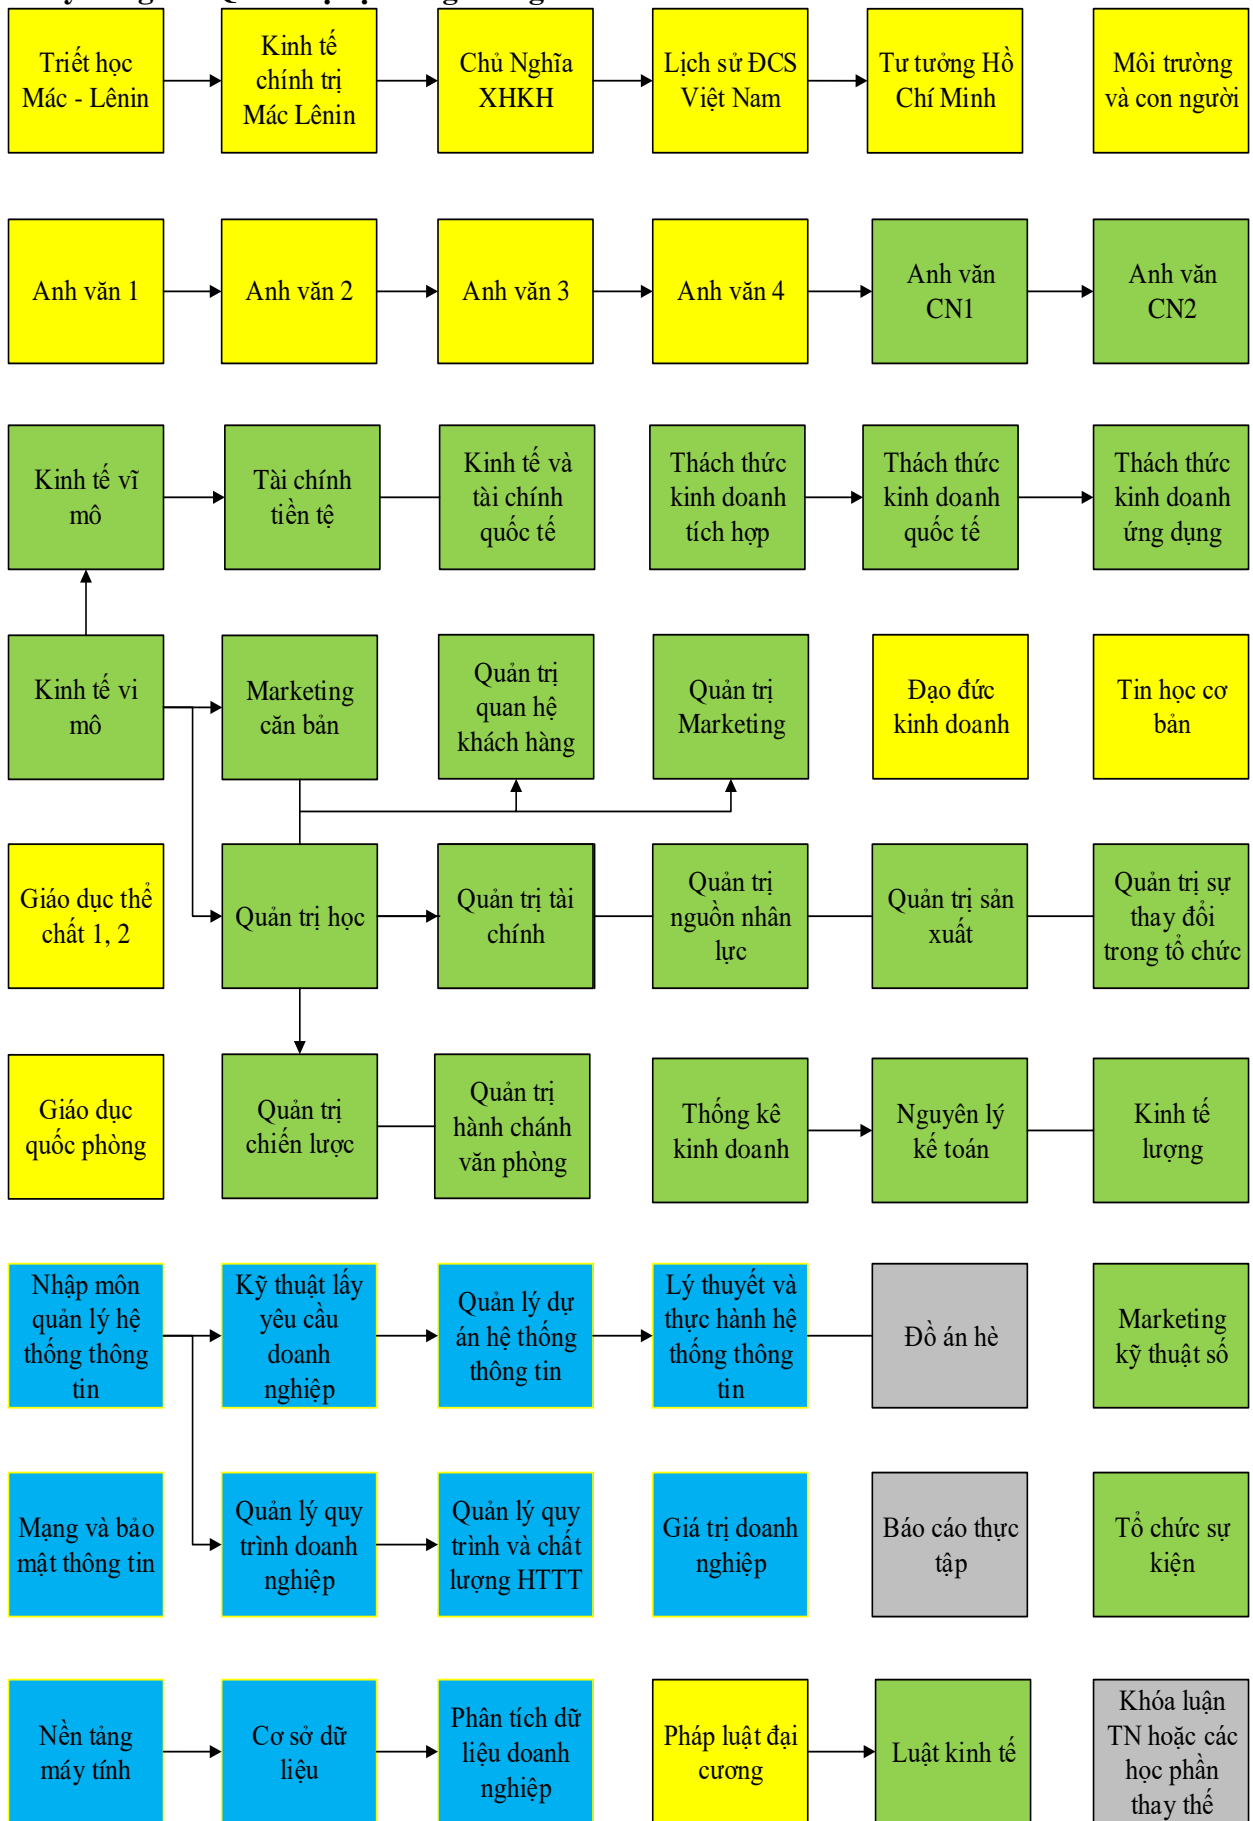 Triết học
Mác - Lênin
Kinh tế
chính trị
Mác Lênin
Chủ Nghĩa
XHKH
Lịch sử ĐCS
Việt Nam
Tư tưởng Hồ
Chí Minh
Môi trường
và con người
Anh văn 1
Anh văn 2
Anh văn 3
Anh văn 4
Anh văn
CN1
Anh văn
CN2
Kinh tế vĩ
mô
Tài chính
tiền tệ
Kinh tế và
tài chính
quốc tế
Thách thức
kinh doanh
tích hợp
Thách thức
kinh doanh
quốc tế
Thách thức
kinh doanh
ứng dụng
Kinh tế vi
mô
Marketing
căn bản
Quản trị
quan hệ
khách hàng
Quản trị
Marketing
Đạo đức
kinh doanh
Tin học cơ
bản
Giáo dục thể
chất 1, 2
Quản trị học
Quản trị tài
chính
Quản trị
nguồn nhân
lực
Quản trị sản
xuất
Quản trị sự
thay đổi
trong tổ chức
Giáo dục
quốc phòng
Quản trị
chiến lược
Quản trị
hành chánh
văn phòng
Thống kê
kinh doanh
Nguyên lý
kế toán
Kinh tế
lượng
Nhập môn
quản lý hệ
thống thông
tin
Kỹ thuật lấy
yêu cầu
doanh
nghiệp
Quản lý dự
án hệ thống
thông tin
Lý thuyết và
thực hành hệ
thống thông
tin
Đồ án hè
Marketing
kỹ thuật số
Mạng và bảo
mật thông tin
Quản lý quy
trình doanh
nghiệp
Quản lý quy
trình và chất
lượng HTTT
Giá trị doanh
nghiệp
Báo cáo thực
tập
Tổ chức sự
kiện
Nền tảng
máy tính
Cơ sở dữ
liệu
Phân tích dữ
liệu doanh
nghiệp
Pháp luật đại
cương
Luật kinh tế
Khóa luận
TN hoặc các
học phần
thay thế